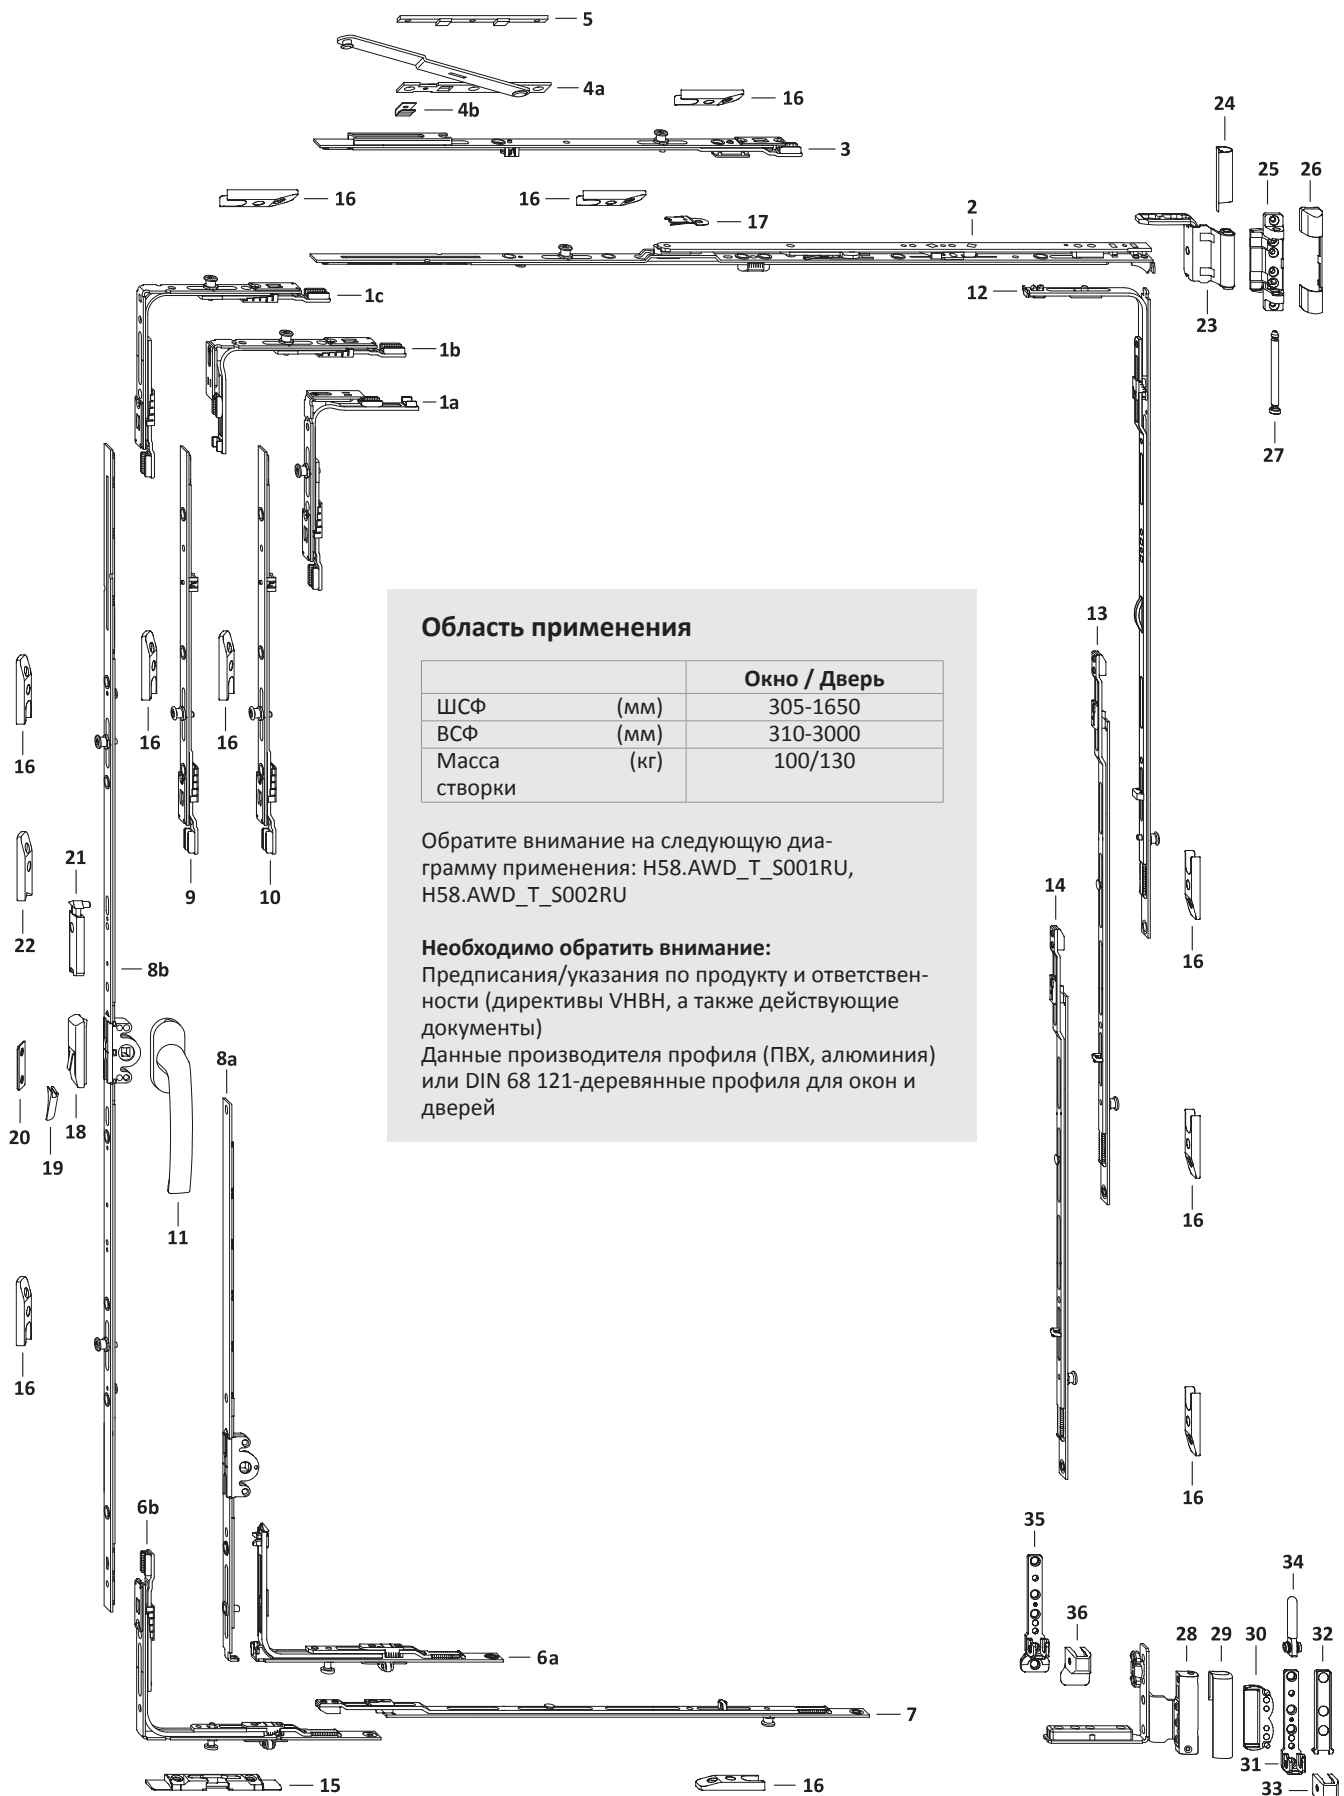 5
4a
4b
16
3
24
25
26
16
16
17
2
1c
12
23
1b
1a
27
Область применения
Окно / Дверь
ШСФ (мм) 305-1650
ВСФ (мм) 310-3000
Масса (кг) 100/130
створки
Обратите внимание на следующую диа-
грамму применения: H58.AWD_T_S001RU,
H58.AWD_T_S002RU
Необходимо обратить внимание:
Предписания/указания по продукту и ответствен-
ности (директивы VHBH, а также действующие
документы)
Данные производителя профиля (ПВХ, алюминия)
или DIN 68 121-деревянные профиля для окон и
дверей
13
16
16
16
21
9
10
14
22
8b
16
8a
20
18
19
11
16
16
16
6b
35
34
36
28
29
30
32
6a
7
31
15
16
33